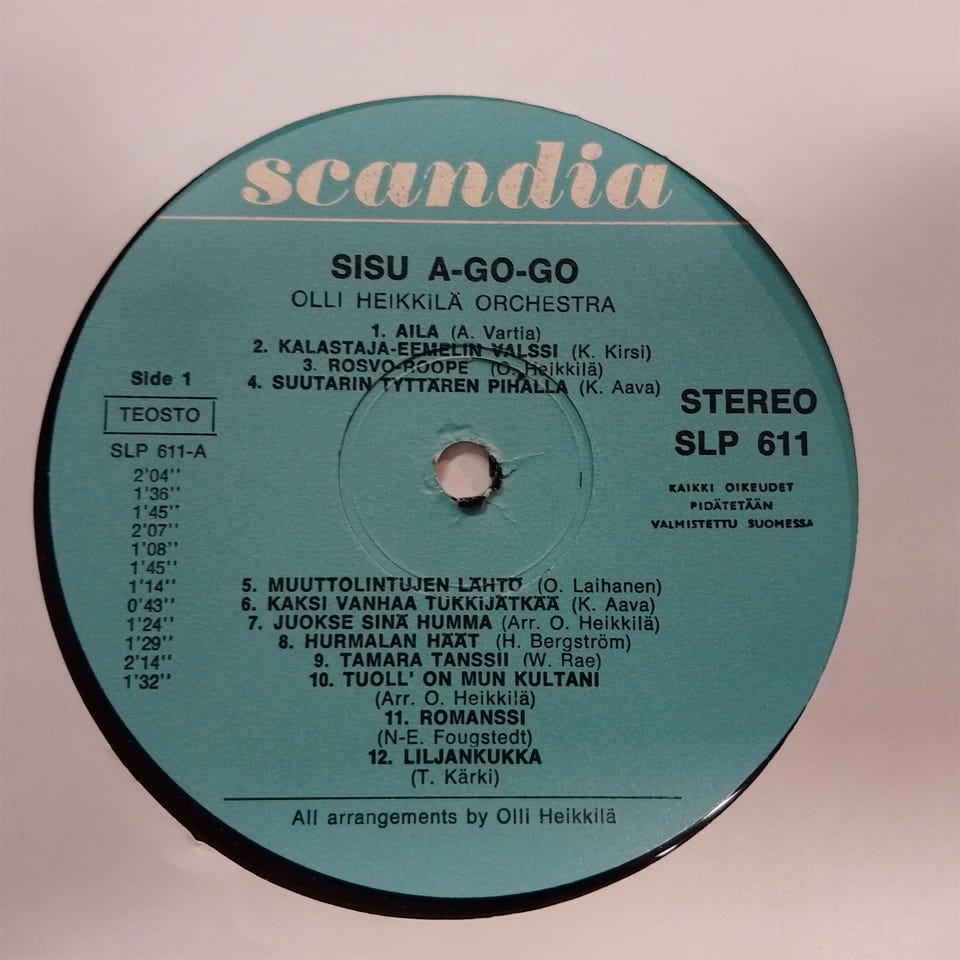 scandia
SISU A-GO-GO
OLLI HEIKKILÄ ORCHESTRA
1. AILA (A. Vartia)
2. KALASTAJA-EEMELIN VALSSI (K. Kirsi)
3. ROSVO-ROOPE (O. Heikkilä)
4. SUUTARIN TYTTÄREN PIHALLA (K. Aava)
Side 1
TEOSTO
SLP 611-A
2'04''
1'36''
1'45''
2'07''
1'08''
1'45''
1'14''
0'43''
1'24''
1'29''
2'14''
1'32''
STEREO
SLP 611
KAIKKI OIKEUDET
PIDÄTETÄÄN
VALMISTETTU SUOMESSA
5. MUUTTOLINTUJEN LÄHTÖ (O. Laihanen)
6. KAKSI VANHAA TUKKIJÄTKÄÄ (K. Aava)
7. JUOKSE SINÄ HUMMA (Arr. O. Heikkilä)
8. HURMALAN HÄÄT (H. Bergström)
9. TAMARA TANSSII (W. Rae)
10. TUOLL' ON MUN KULTANI
(Arr. O. Heikkilä)
11. ROMANSSI
(N-E. Fougstedt)
12. LILJANKUKKA
(T. Kärki)
All arrangements by Olli Heikkilä